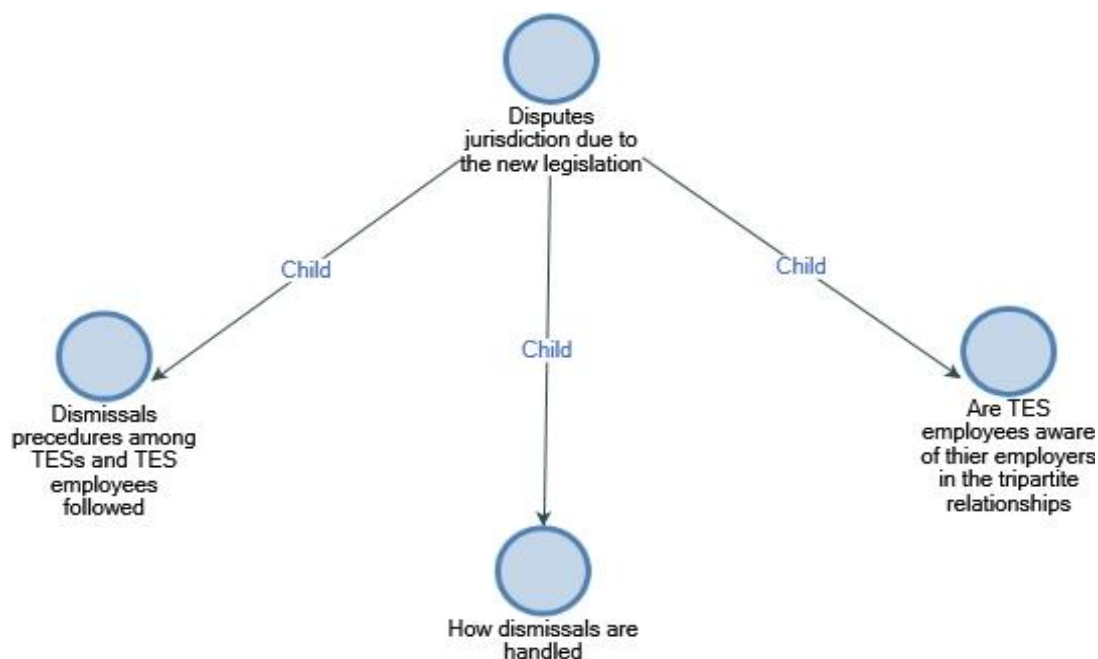 Disputes
jurisdiction due to
the new legislation
Child
Child
Child
Dismissals
precedures among
TESs and TES
employees
followed
Are TES
employees aware
of thier employers
in the tripartite
relationships
How dismissals are
handled